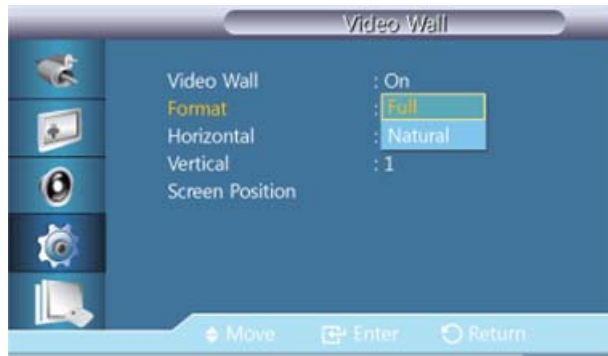 Video Wall
Video Wall : On
Format : Full
Natural
Horizontal :
Vertical : 1
Screen Position
Move Enter Return